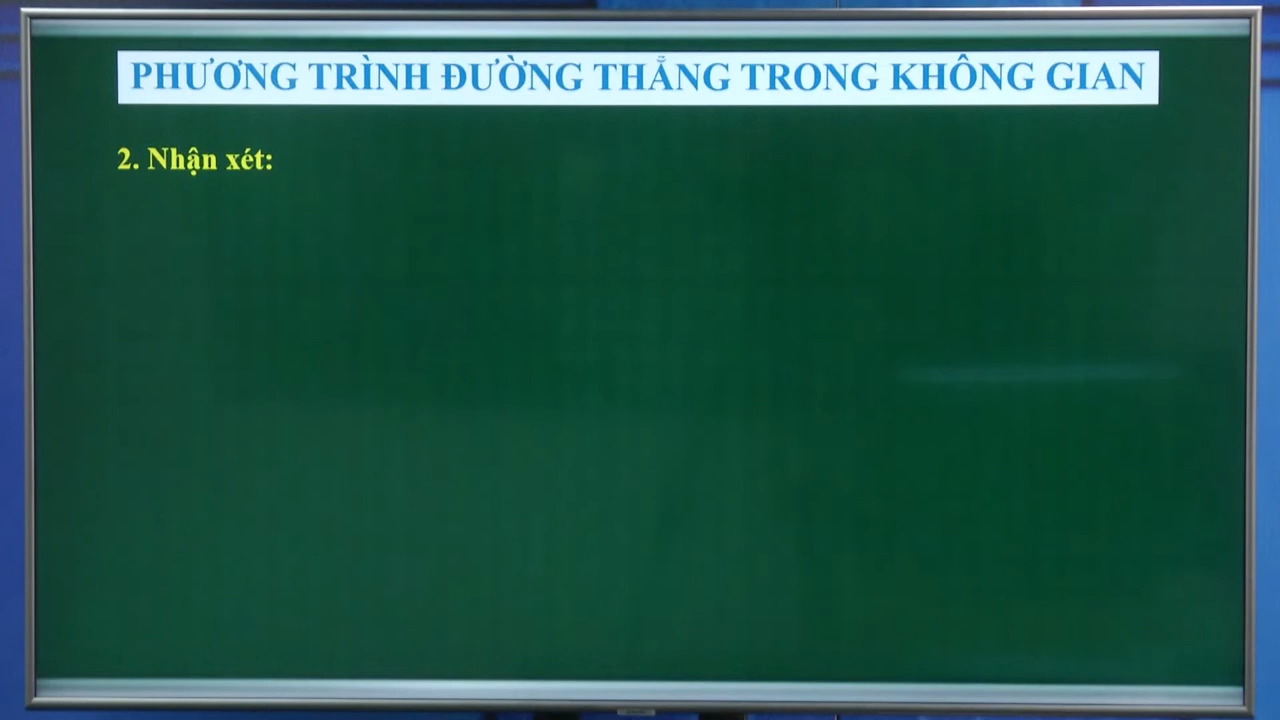 PHƯƠNG TRÌNH ĐƯỜNG THẲNG TRONG KHÔNG GIAN
2. Nhận xét: